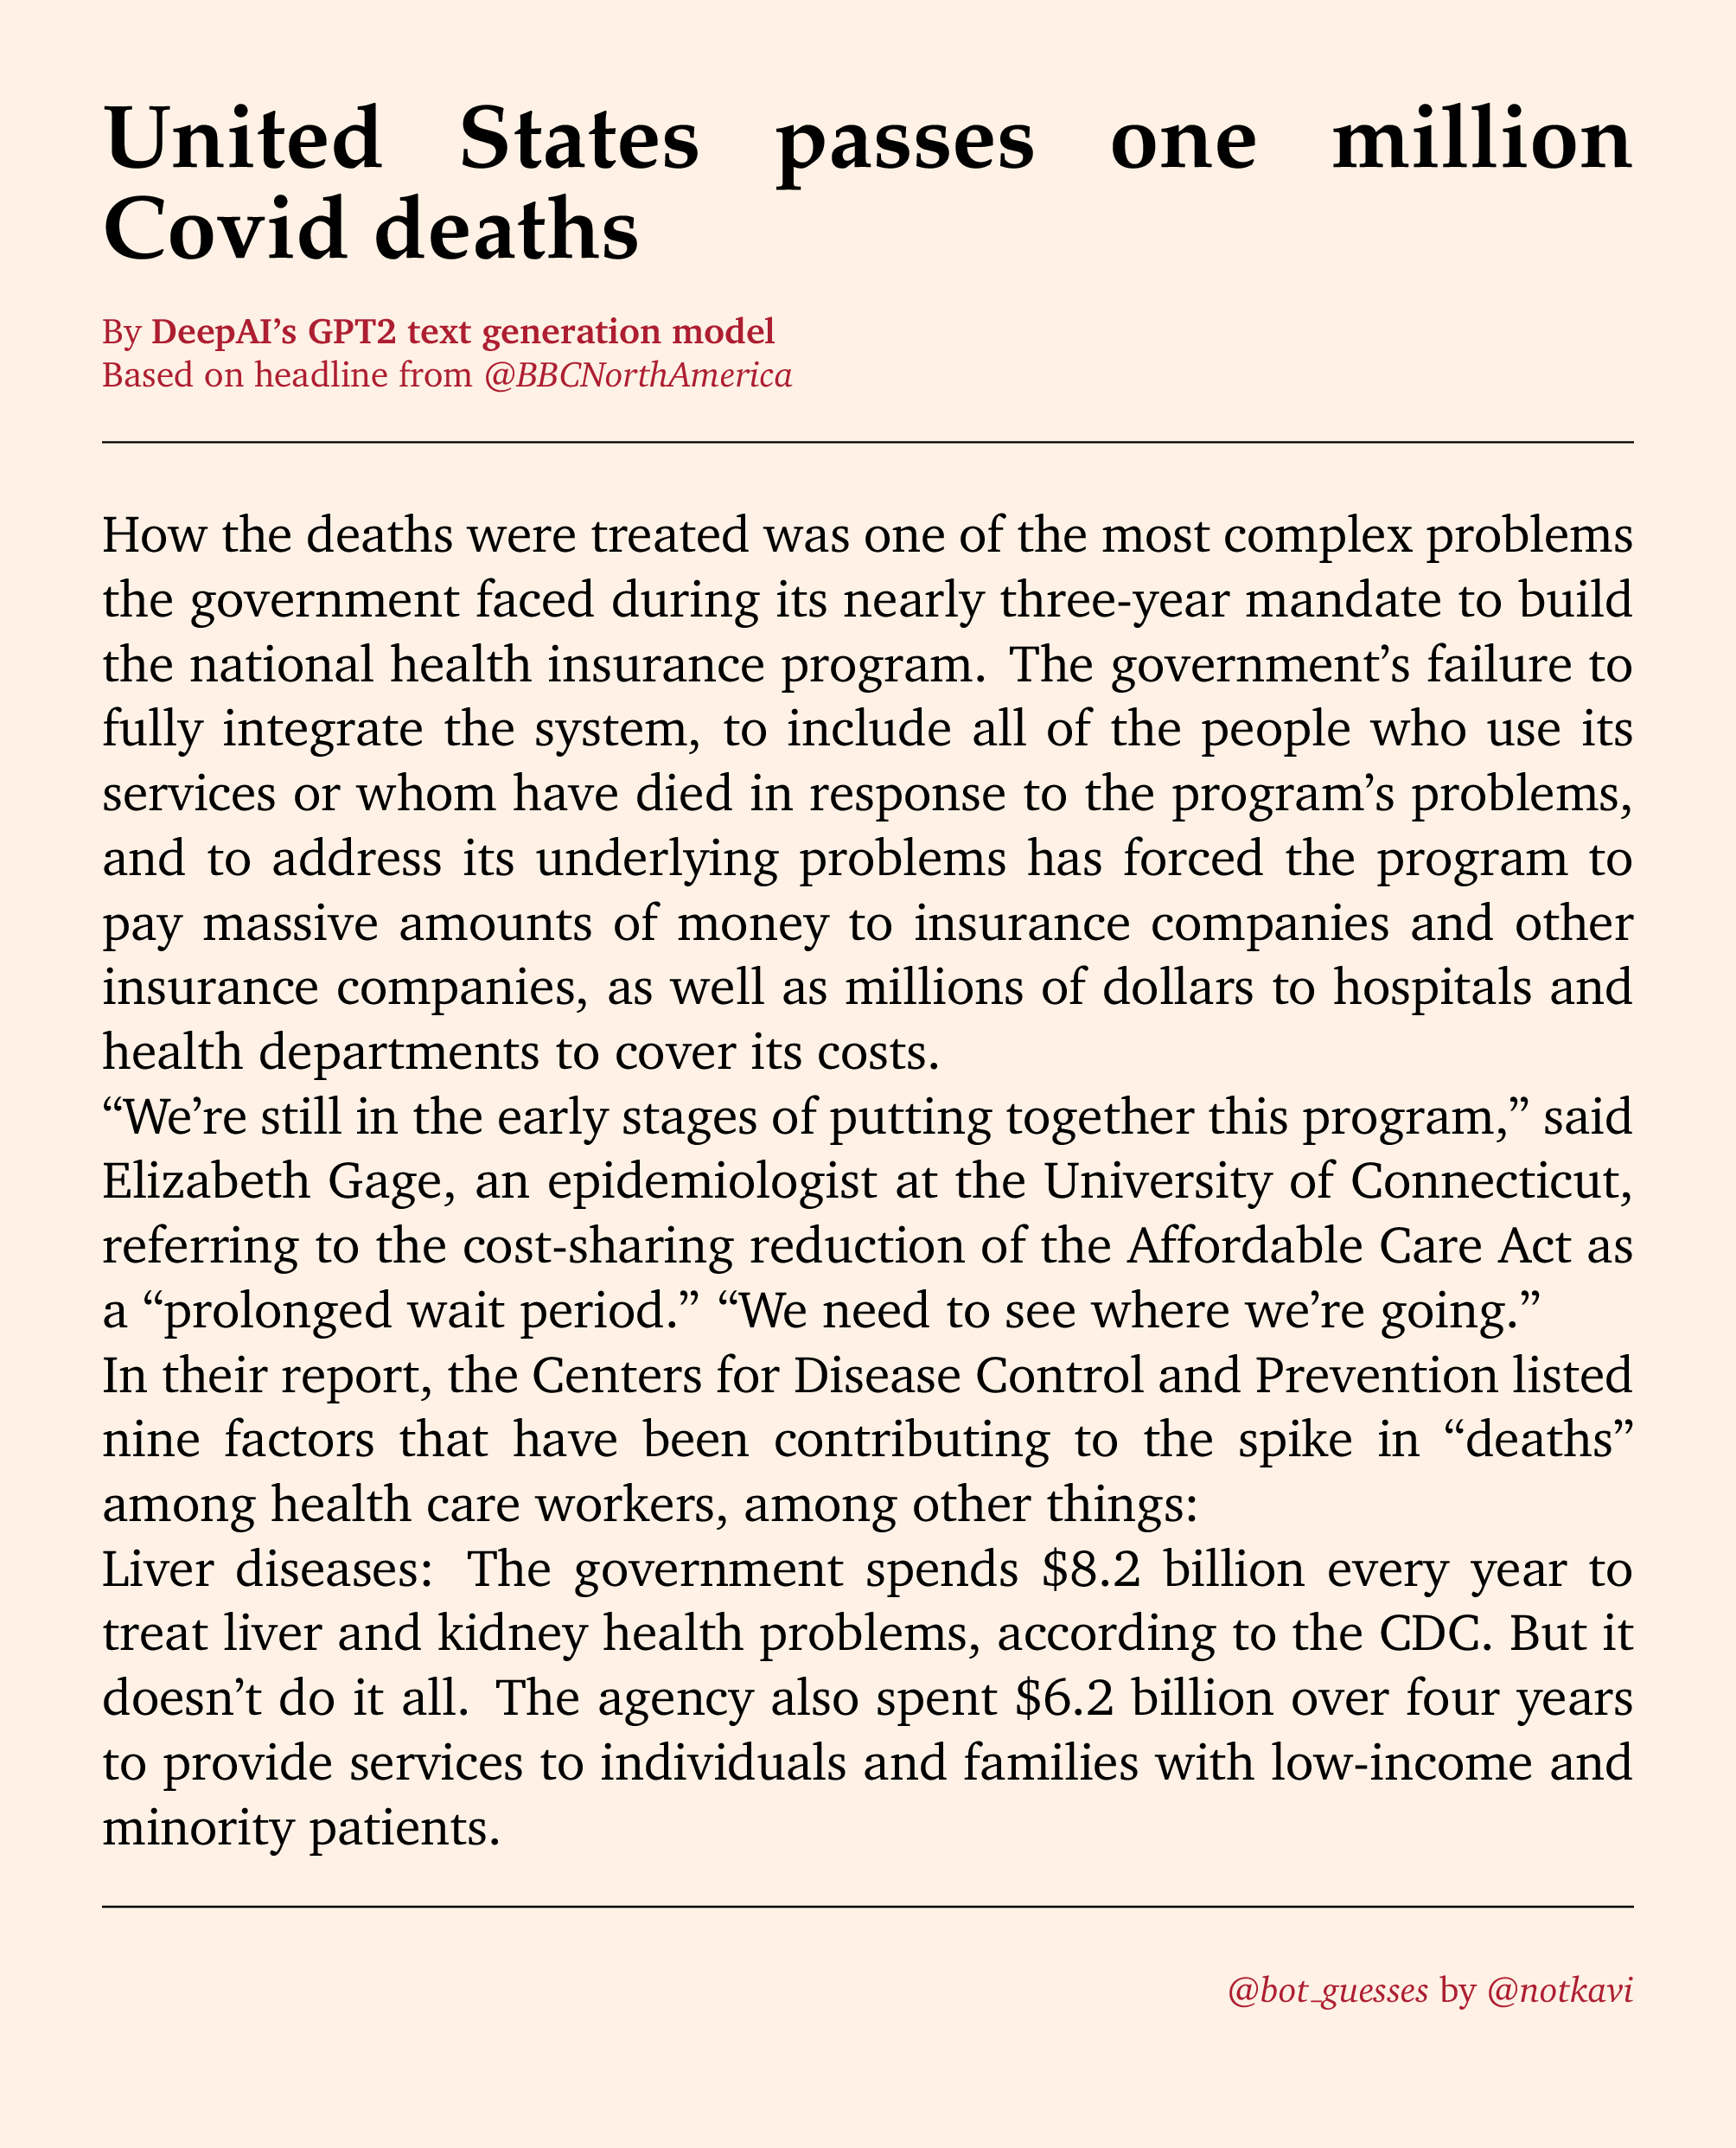 United States passes one million
Covid deaths
By DeepAI’s GPT2 text generation model
Based on headline from @BBCNorthAmerica
How the deaths were treated was one of the most complex problems
the government faced during its nearly three-year mandate to build
the national health insurance program. The government’s failure to
fully integrate the system, to include all of the people who use its
services or whom have died in response to the program’s problems,
and to address its underlying problems has forced the program to
pay massive amounts of money to insurance companies and other
insurance companies, as well as millions of dollars to hospitals and
health departments to cover its costs.
“We’re still in the early stages of putting together this program,” said
Elizabeth Gage, an epidemiologist at the University of Connecticut,
referring to the cost-sharing reduction of the Affordable Care Act as
a “prolonged wait period.” “We need to see where we’re going.”
In their report, the Centers for Disease Control and Prevention listed
nine factors that have been contributing to the spike in “deaths”
among health care workers, among other things:
Liver diseases: The government spends $8.2 billion every year to
treat liver and kidney health problems, according to the CDC. But it
doesn’t do it all. The agency also spent $6.2 billion over four years
to provide services to individuals and families with low-income and
minority patients.
@bot_guesses by @notkavi